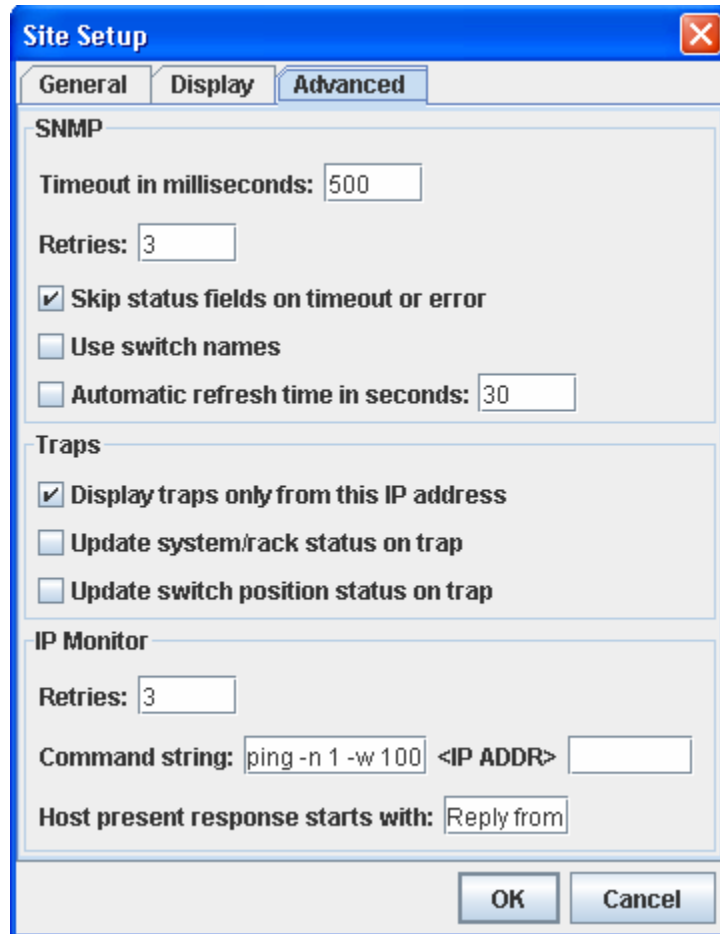 Site Setup
General Display Advanced
SNMP
Timeout in milliseconds: 500
Retries: 3
Skip status fields on timeout or error
Use switch names
Automatic refresh time in seconds: 30
Traps
Display traps only from this IP address
Update system/rack status on trap
Update switch position status on trap
IP Monitor
Retries: 3
Command string: ping -n 1 -w 100 <IP ADDR>
Host present response starts with: Reply from
OK Cancel